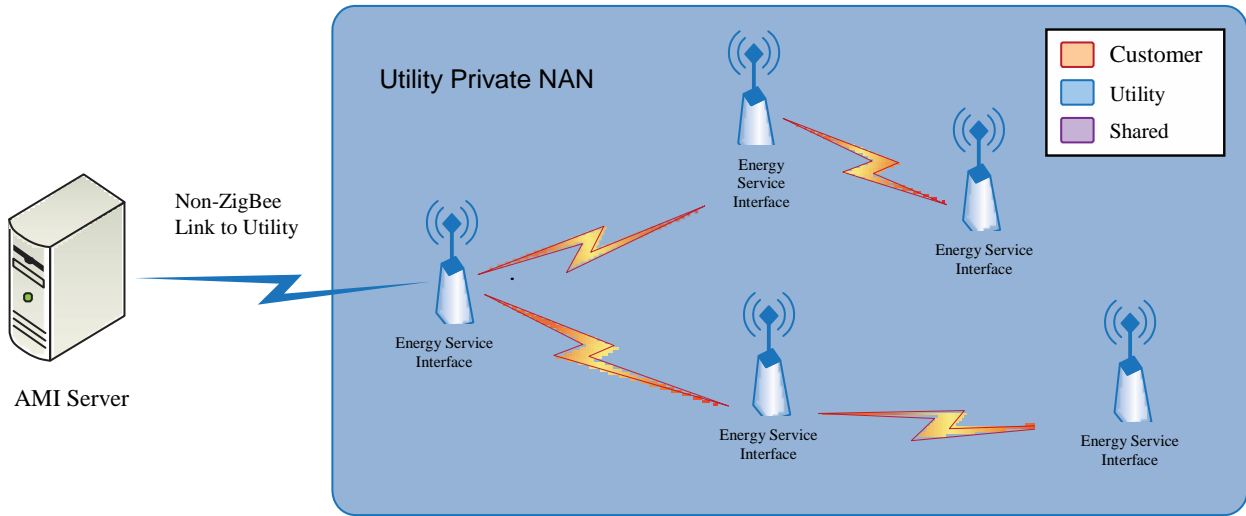 Utility Private NAN
Customer
Utility
Shared
Non-ZigBee
Link to Utility
AMI Server
Energy Service
Interface
Energy
Service
Interface
Energy Service
Interface
Energy Service
Interface
Energy Service
Interface